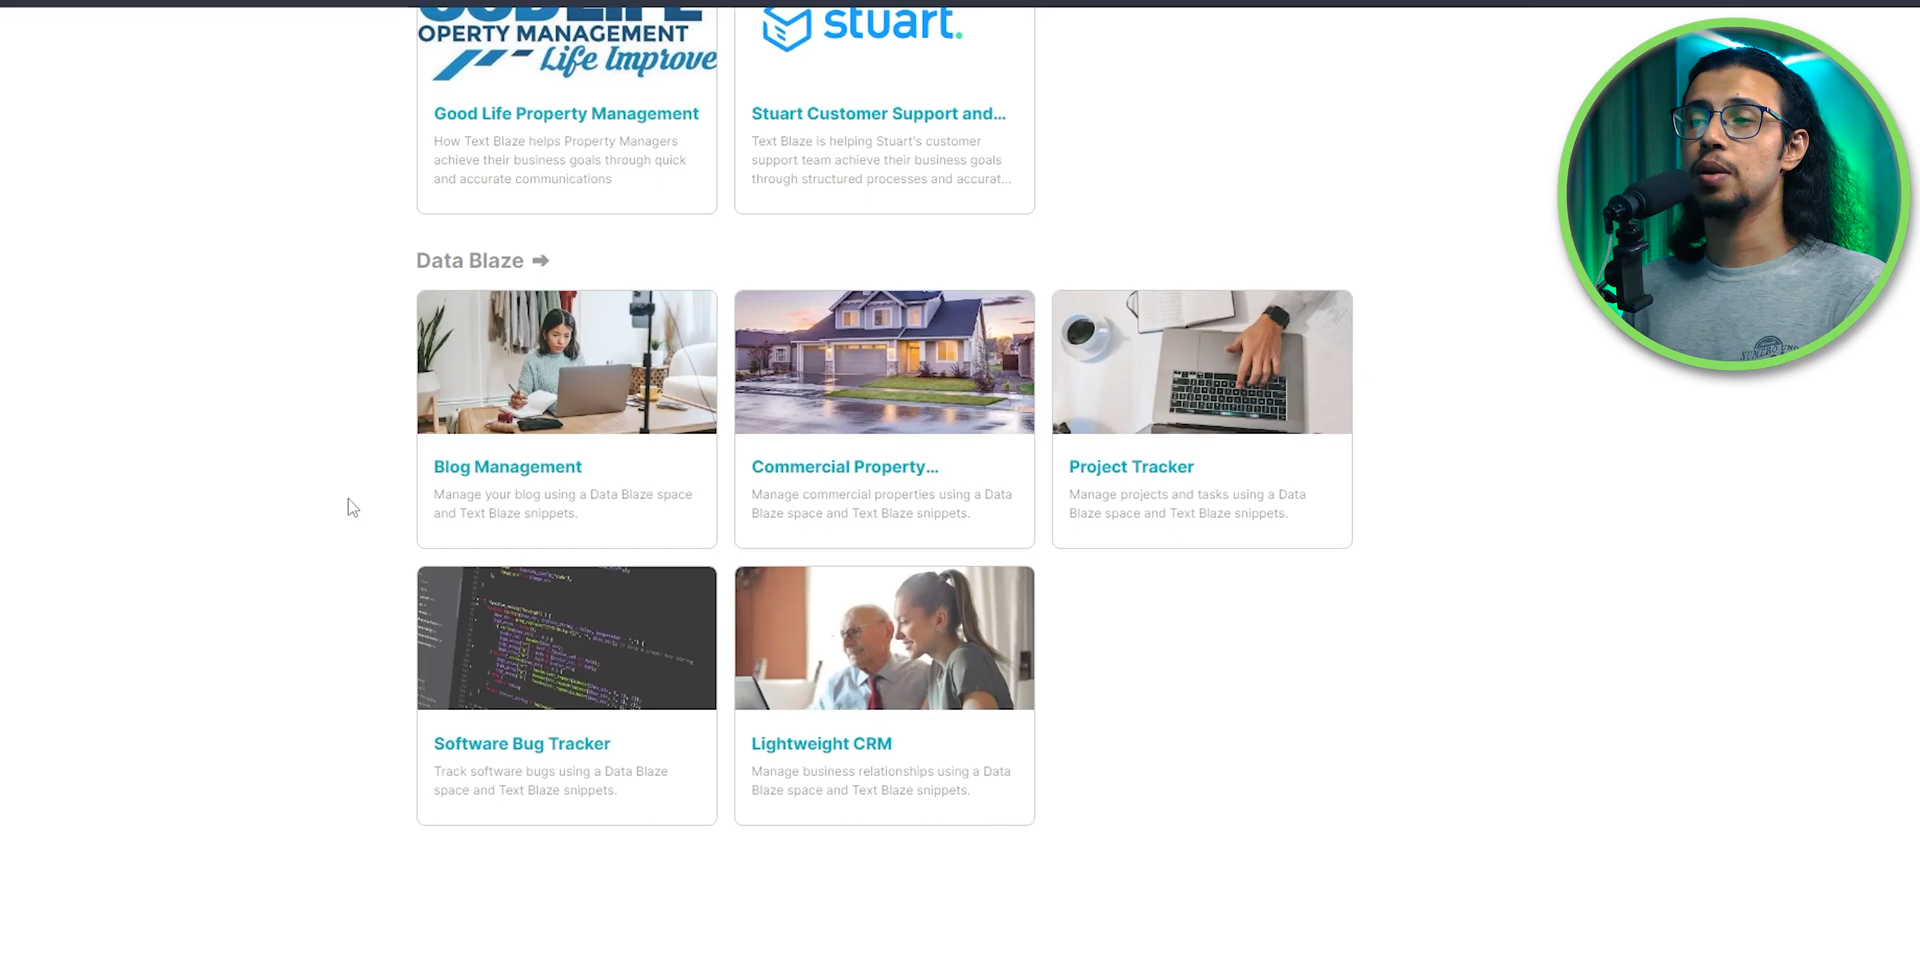 OPERTY MANAGEMENT
Life Improve
stuart.
Good Life Property Management
How Text Blaze helps Property Managers
achieve their business goals through quick
and accurate communications
Stuart Customer Support and...
Text Blaze is helping Stuart's customer
support team achieve their business goals
through structured processes and accurat...
Data Blaze ➡
Blog Management
Manage your blog using a Data Blaze space
and Text Blaze snippets.
Commercial Property...
Manage commercial properties using a Data
Blaze space and Text Blaze snippets.
Project Tracker
Manage projects and tasks using a Data
Blaze space and Text Blaze snippets.
Software Bug Tracker
Track software bugs using a Data Blaze
space and Text Blaze snippets.
Lightweight CRM
Manage business relationships using a Data
Blaze space and Text Blaze snippets.